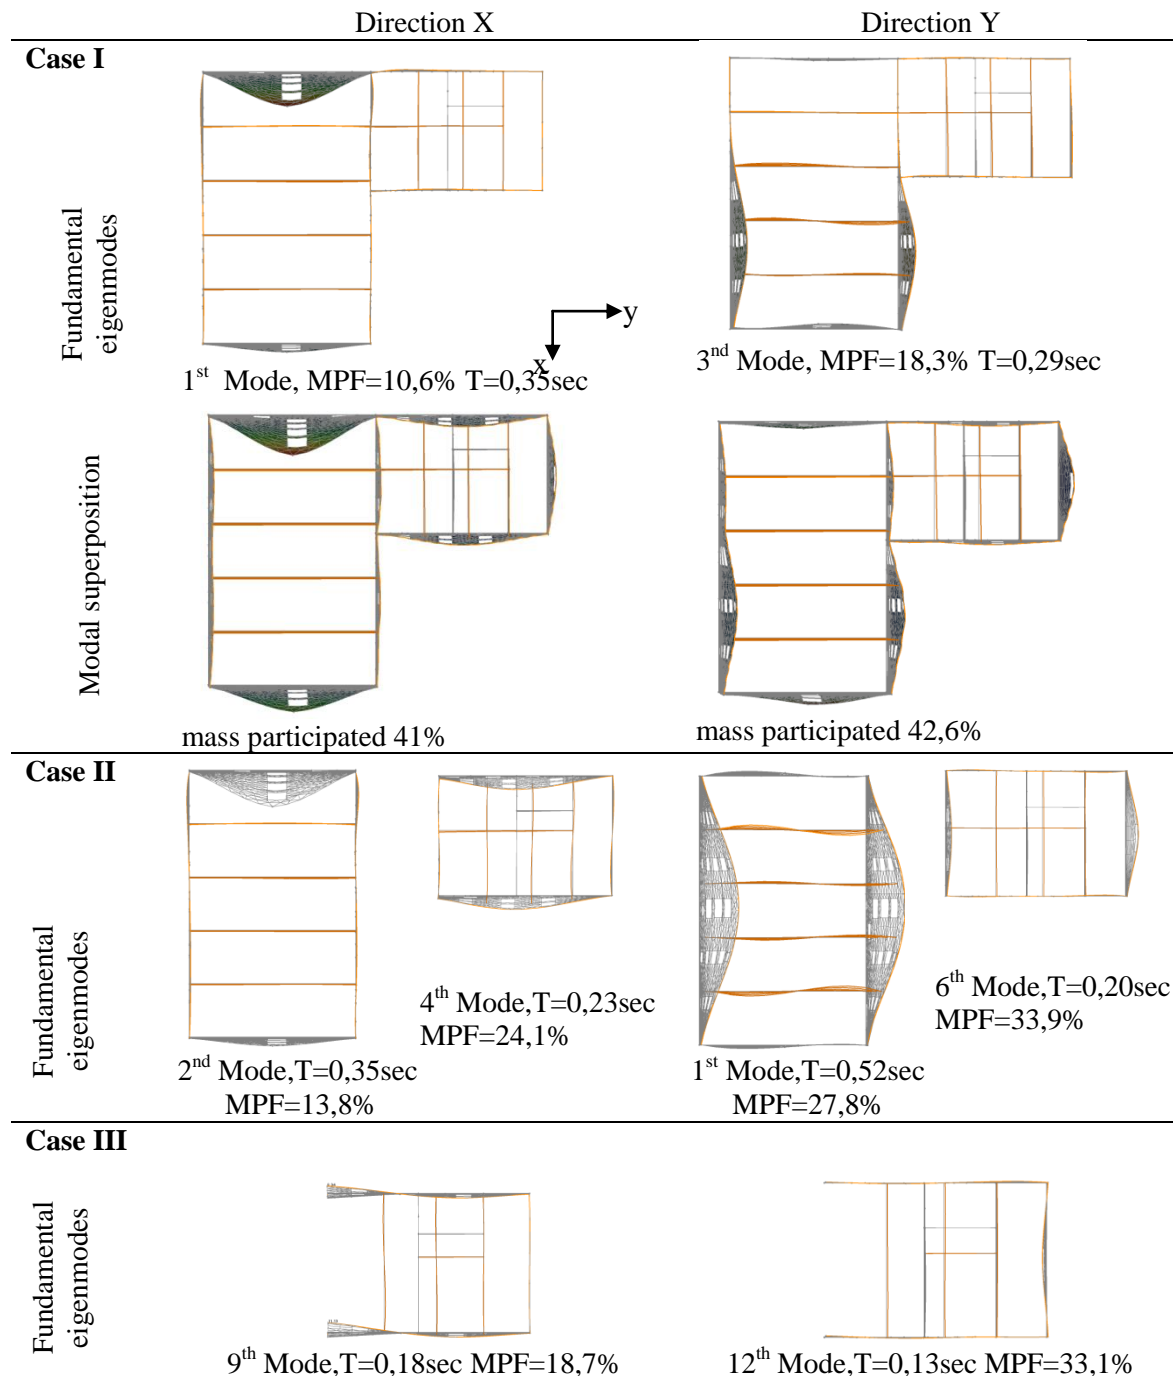 Direction X Direction Y
Case I
Fundamental
eigenmodes
y
x
1st Mode, MPF=10,6% T=0,35sec
3nd Mode, MPF=18,3% T=0,29sec
Modal superposition
mass participated 41%
mass participated 42,6%
Case II
Fundamental
eigenmodes
2nd Mode,T=0,35sec
MPF=13,8%
4th Mode,T=0,23sec
MPF=24,1%
1st Mode,T=0,52sec
MPF=27,8%
6th Mode,T=0,20sec
MPF=33,9%
Case III
Fundamental
eigenmodes
9th Mode,T=0,18sec MPF=18,7%
12th Mode,T=0,13sec MPF=33,1%